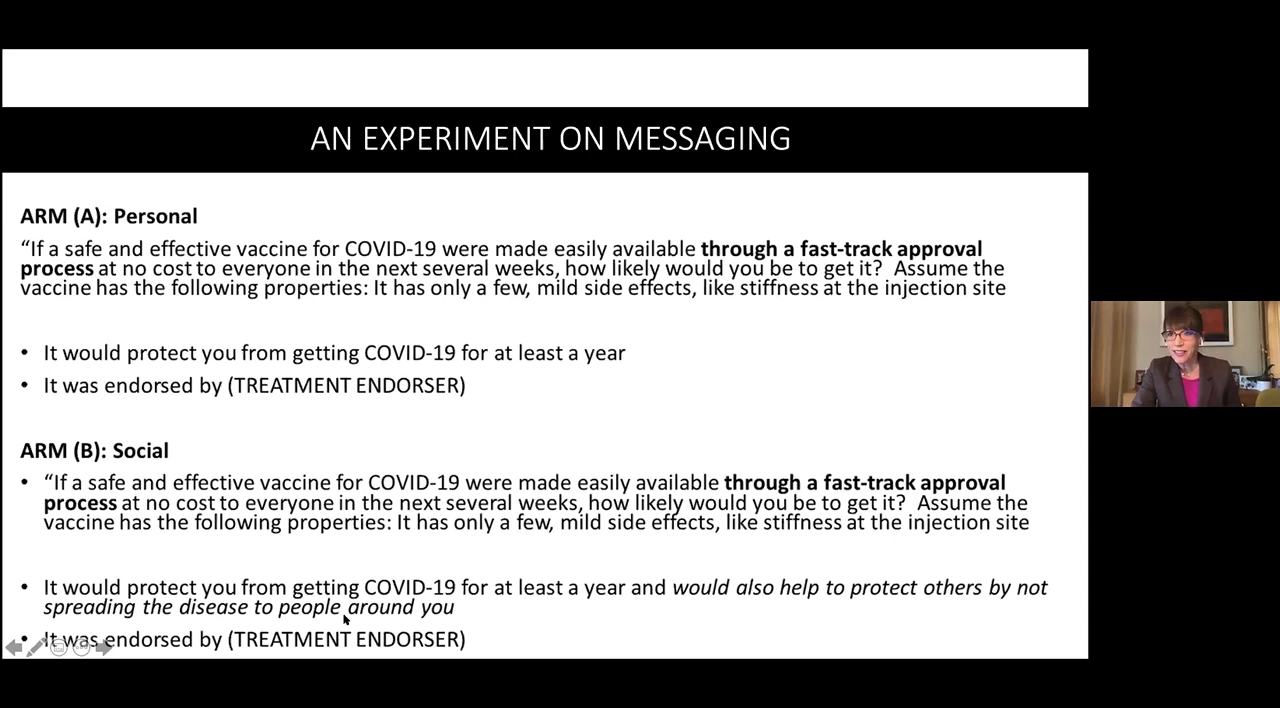 AN EXPERIMENT ON MESSAGING
ARM (A): Personal
“If a safe and effective vaccine for COVID-19 were made easily available through a fast-track approval
process at no cost to everyone in the next several weeks, how likely would you be to get it? Assume the
vaccine has the following properties: It has only a few, mild side effects, like stiffness at the injection site
• It would protect you from getting COVID-19 for at least a year
• It was endorsed by (TREATMENT ENDORSER)
ARM (B): Social
• “If a safe and effective vaccine for COVID-19 were made easily available through a fast-track approval
process at no cost to everyone in the next several weeks, how likely would you be to get it? Assume the
vaccine has the following properties: It has only a few, mild side effects, like stiffness at the injection site
• It would protect you from getting COVID-19 for at least a year and would also help to protect others by not
spreading the disease to people around you
• It was endorsed by (TREATMENT ENDORSER)